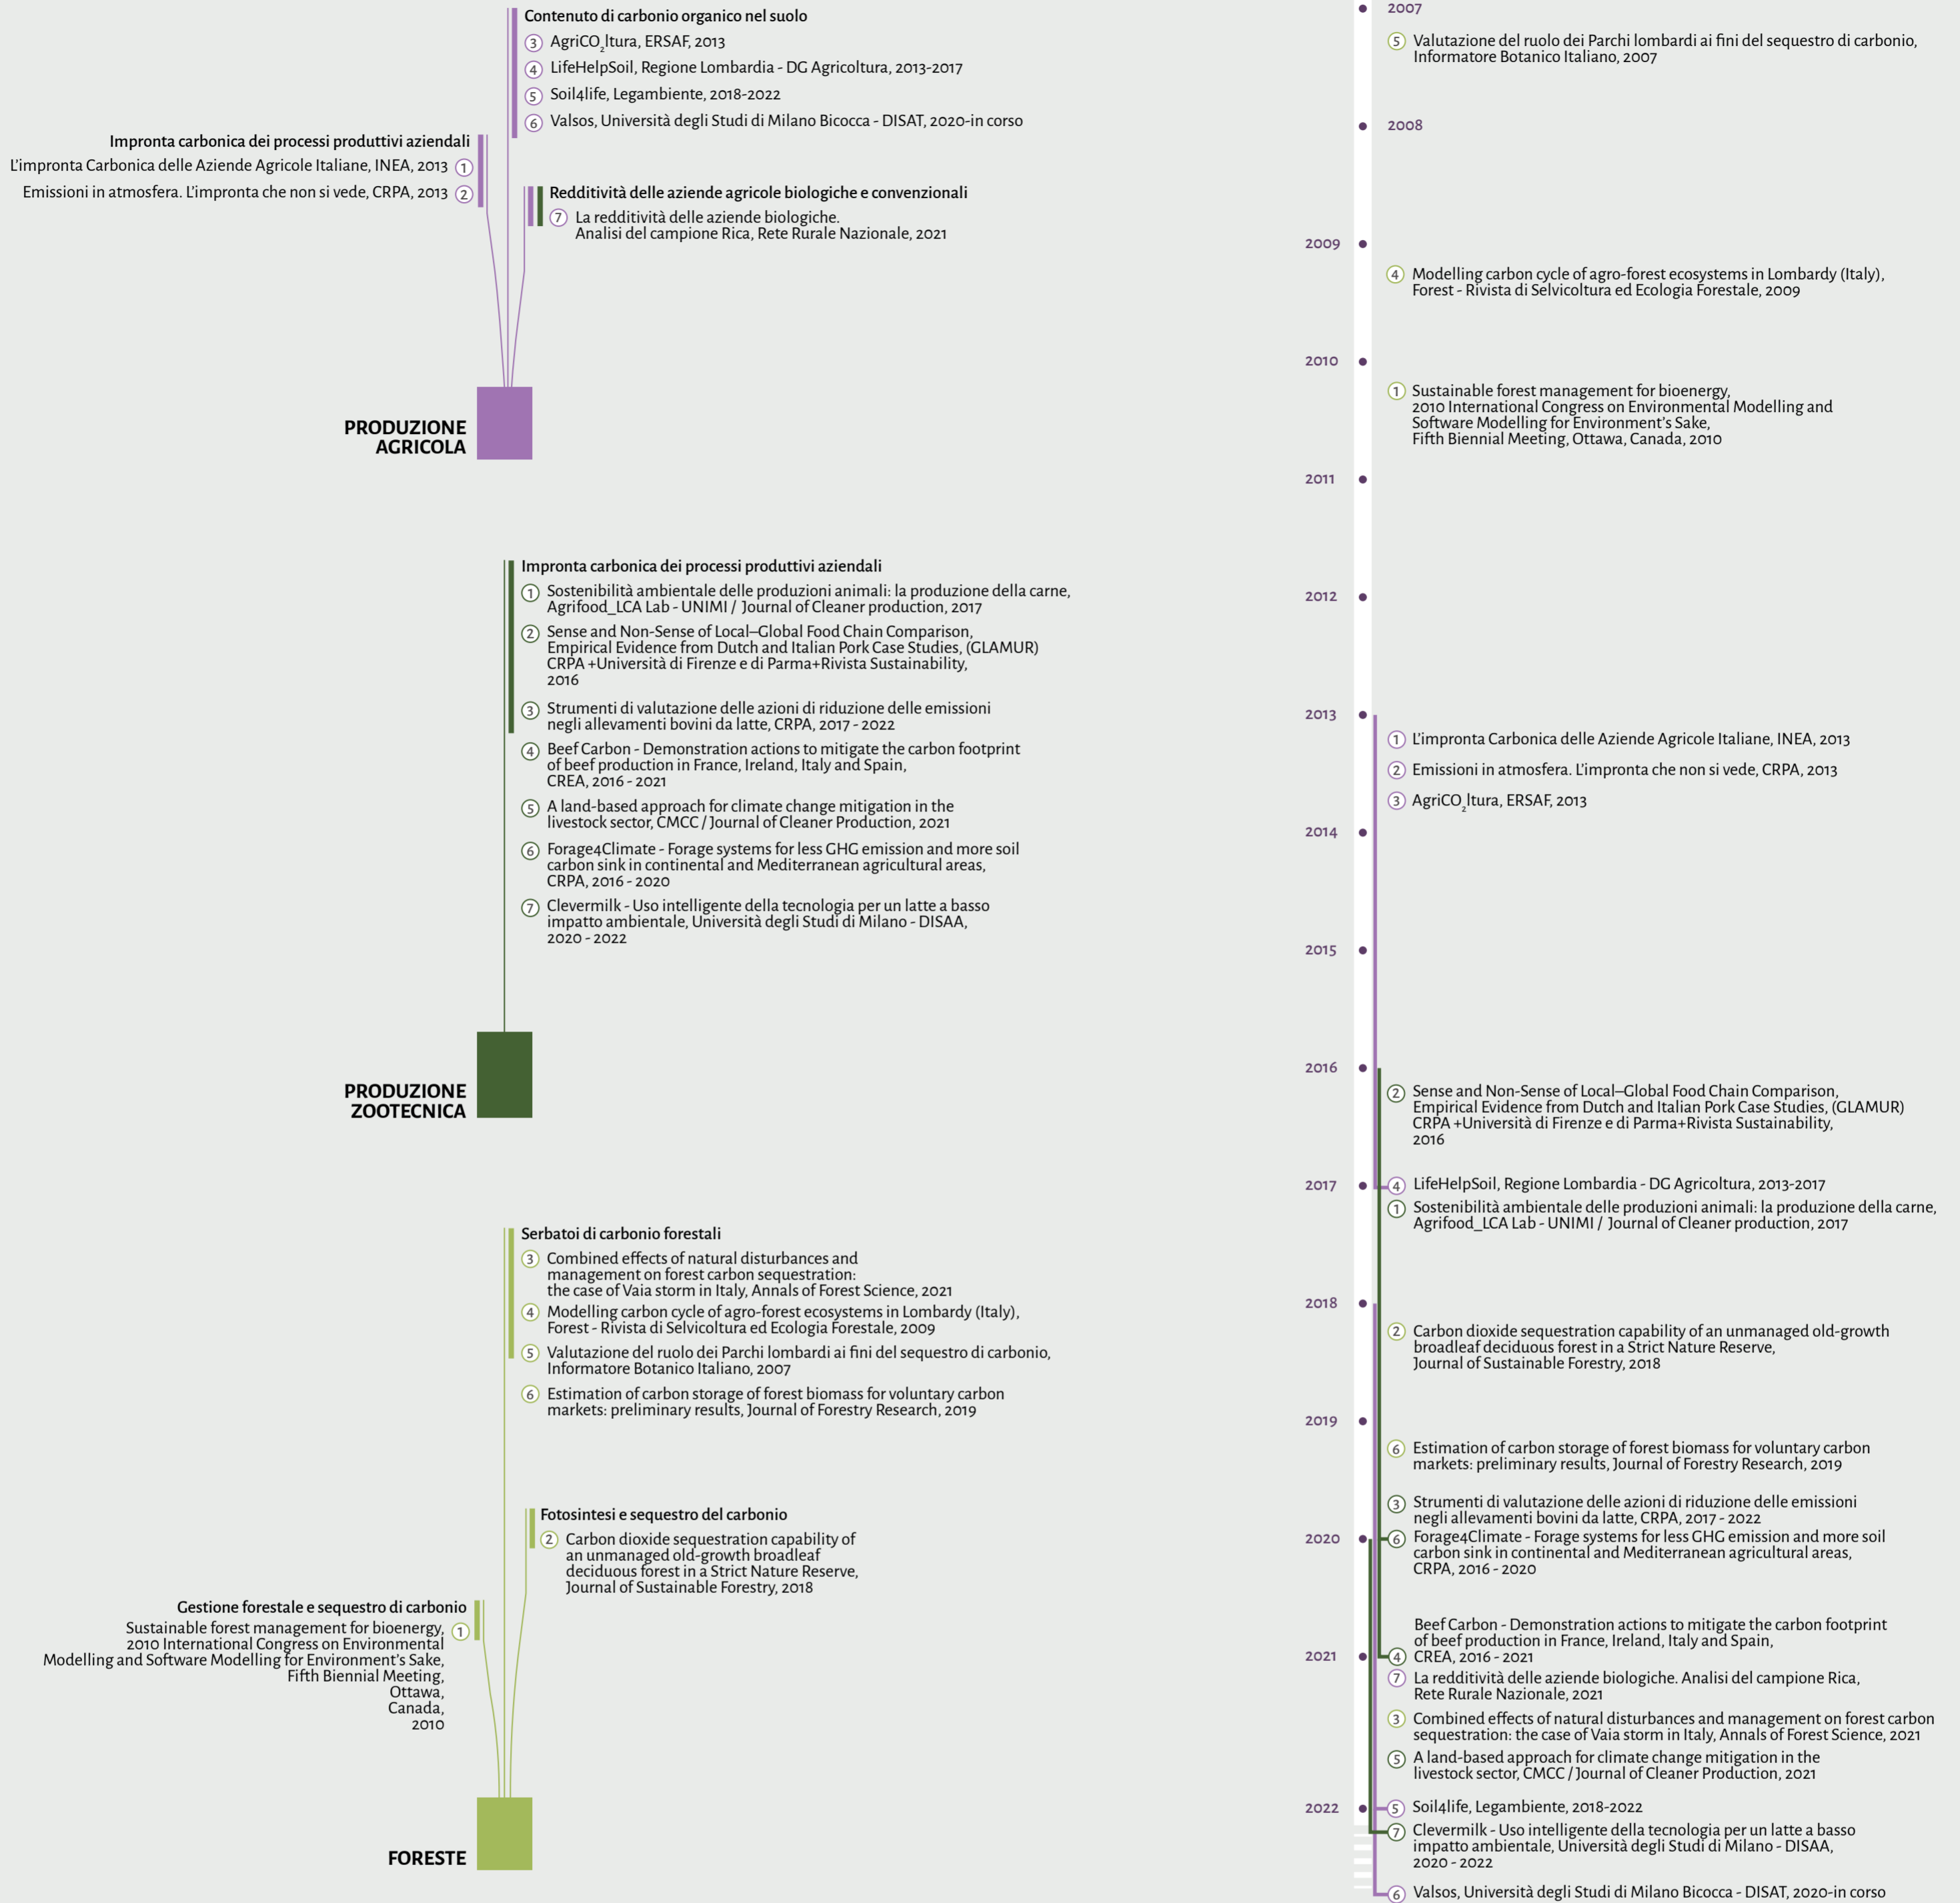 Contenuto di carbonio organico nel suolo
3 AgriCO₂ltura, ERSAF, 2013
4 LifeHelpSoil, Regione Lombardia - DG Agricoltura, 2013-2017
5 Soil4life, Legambiente, 2018-2022
6 Valsos, Università degli Studi di Milano Bicocca - DISAT, 2020-in corso
Impronta carbonica dei processi produttivi aziendali
L'impronta Carbonica delle Aziende Agricole Italiane, INEA, 2013 1
Emissioni in atmosfera. L'impronta che non si vede, CRPA, 2013 2
Redditività delle aziende agricole biologiche e convenzionali
7 La redditività delle aziende biologiche.
Analisi del campione Rica, Rete Rurale Nazionale, 2021
PRODUZIONE
AGRICOLA
Impronta carbonica dei processi produttivi aziendali
1 Sostenibilità ambientale delle produzioni animali: la produzione della carne,
Agrifood_LCA Lab - UNIMI / Journal of Cleaner production, 2017
2 Sense and Non-Sense of Local–Global Food Chain Comparison,
Empirical Evidence from Dutch and Italian Pork Case Studies, (GLAMUR)
CRPA +Università di Firenze e di Parma+Rivista Sustainability,
2016
3 Strumenti di valutazione delle azioni di riduzione delle emissioni
negli allevamenti bovini da latte, CRPA, 2017 - 2022
4 Beef Carbon - Demonstration actions to mitigate the carbon footprint
of beef production in France, Ireland, Italy and Spain,
CREA, 2016 - 2021
5 A land-based approach for climate change mitigation in the
livestock sector, CMCC / Journal of Cleaner Production, 2021
6 Forage4Climate - Forage systems for less GHG emission and more soil
carbon sink in continental and Mediterranean agricultural areas,
CRPA, 2016 - 2020
7 Clevermilk - Uso intelligente della tecnologia per un latte a basso
impatto ambientale, Università degli Studi di Milano - DISAA,
2020 - 2022
PRODUZIONE
ZOOTECNICA
Serbatoi di carbonio forestali
3 Combined effects of natural disturbances and
management on forest carbon sequestration:
the case of Vaia storm in Italy, Annals of Forest Science, 2021
4 Modelling carbon cycle of agro-forest ecosystems in Lombardy (Italy),
Forest - Rivista di Selvicoltura ed Ecologia Forestale, 2009
5 Valutazione del ruolo dei Parchi lombardi ai fini del sequestro di carbonio,
Informatore Botanico Italiano, 2007
6 Estimation of carbon storage of forest biomass for voluntary carbon
markets: preliminary results, Journal of Forestry Research, 2019
Fotosintesi e sequestro del carbonio
2 Carbon dioxide sequestration capability of
an unmanaged old-growth broadleaf
deciduous forest in a Strict Nature Reserve,
Journal of Sustainable Forestry, 2018
Gestione forestale e sequestro di carbonio
Sustainable forest management for bioenergy, 1
2010 International Congress on Environmental
Modelling and Software Modelling for Environment's Sake,
Fifth Biennial Meeting,
Ottawa,
Canada,
2010
FORESTE
2007
5 Valutazione del ruolo dei Parchi lombardi ai fini del sequestro di carbonio,
Informatore Botanico Italiano, 2007
2008
2009
4 Modelling carbon cycle of agro-forest ecosystems in Lombardy (Italy),
Forest - Rivista di Selvicoltura ed Ecologia Forestale, 2009
2010
1 Sustainable forest management for bioenergy,
2010 International Congress on Environmental Modelling and
Software Modelling for Environment's Sake,
Fifth Biennial Meeting, Ottawa, Canada, 2010
2011
2012
2013
1 L'impronta Carbonica delle Aziende Agricole Italiane, INEA, 2013
2 Emissioni in atmosfera. L'impronta che non si vede, CRPA, 2013
3 AgriCO₂ltura, ERSAF, 2013
2014
2015
2016
2 Sense and Non-Sense of Local–Global Food Chain Comparison,
Empirical Evidence from Dutch and Italian Pork Case Studies, (GLAMUR)
CRPA +Università di Firenze e di Parma+Rivista Sustainability,
2016
2017
4 LifeHelpSoil, Regione Lombardia - DG Agricoltura, 2013-2017
1 Sostenibilità ambientale delle produzioni animali: la produzione della carne,
Agrifood_LCA Lab - UNIMI / Journal of Cleaner production, 2017
2018
2 Carbon dioxide sequestration capability of an unmanaged old-growth
broadleaf deciduous forest in a Strict Nature Reserve,
Journal of Sustainable Forestry, 2018
2019
6 Estimation of carbon storage of forest biomass for voluntary carbon
markets: preliminary results, Journal of Forestry Research, 2019
3 Strumenti di valutazione delle azioni di riduzione delle emissioni
negli allevamenti bovini da latte, CRPA, 2017 - 2022
2020
6 Forage4Climate - Forage systems for less GHG emission and more soil
carbon sink in continental and Mediterranean agricultural areas,
CRPA, 2016 - 2020
Beef Carbon - Demonstration actions to mitigate the carbon footprint
of beef production in France, Ireland, Italy and Spain,
2021
4 CREA, 2016 - 2021
7 La redditività delle aziende biologiche. Analisi del campione Rica,
Rete Rurale Nazionale, 2021
3 Combined effects of natural disturbances and management on forest carbon
sequestration: the case of Vaia storm in Italy, Annals of Forest Science, 2021
5 A land-based approach for climate change mitigation in the
livestock sector, CMCC / Journal of Cleaner Production, 2021
2022
5 Soil4life, Legambiente, 2018-2022
7 Clevermilk - Uso intelligente della tecnologia per un latte a basso
impatto ambientale, Università degli Studi di Milano - DISAA,
2020 - 2022
6 Valsos, Università degli Studi di Milano Bicocca - DISAT, 2020-in corso